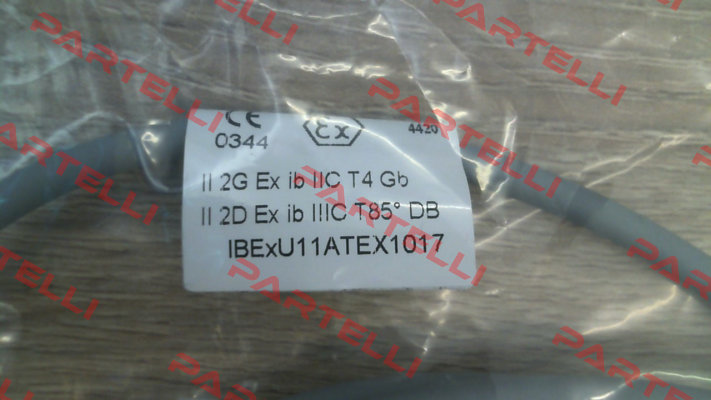 CE Ex 4420
0344
II 2G Ex ib IIC T4 Gb
II 2D Ex ib IIIC T85° DB
IBExU11ATEX1017
PARTELLI
PARTELLI
PARTELLI
PARTELLI
PARTELLI
PARTELLI
PARTELLI
PARTELLI